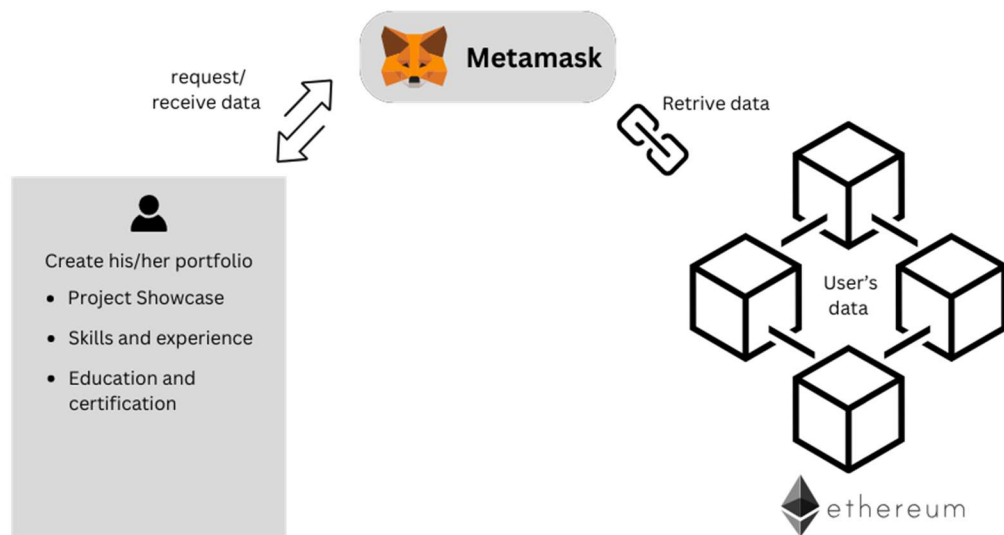 Metamask
request/
receive data
Retrive data
Create his/her portfolio
• Project Showcase
• Skills and experience
• Education and
certification
User's
data
ethereum